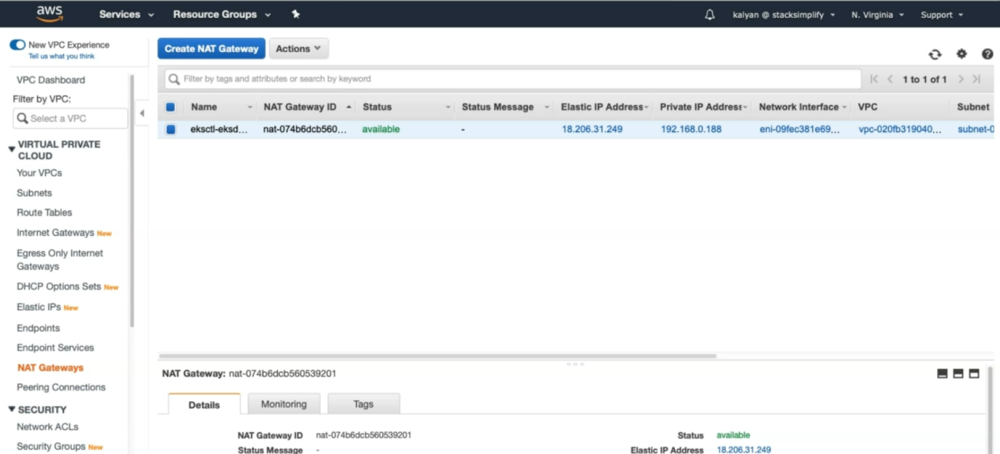 aws Services Resource Groups kalyan @ stacksimplify N. Virginia Support
New VPC Experience
Tell us what you think
VPC Dashboard
Filter by VPC:
Select a VPC
VIRTUAL PRIVATE
CLOUD
Your VPCs
Subnets
Route Tables
Internet Gateways New
Egress Only Internet
Gateways
DHCP Options Sets New
Elastic IPs New
Endpoints
Endpoint Services
NAT Gateways
Peering Connections
SECURITY
Network ACLs
Security Groups New
Create NAT Gateway Actions
Filter by tags and attributes or search by keyword
1 to 1 of 1
Name NAT Gateway ID Status Status Message Elastic IP Address Private IP Address Network Interface VPC Subnet
eksctl-eksd... nat-074b6dcb560... available - 18.206.31.249 192.168.0.188 eni-09fec381e69... vpc-020fb319040... subnet-0
NAT Gateway: nat-074b6dcb560539201
Details Monitoring Tags
NAT Gateway ID nat-074b6dcb560539201 Status available
Status Message - Elastic IP Address 18.206.31.249